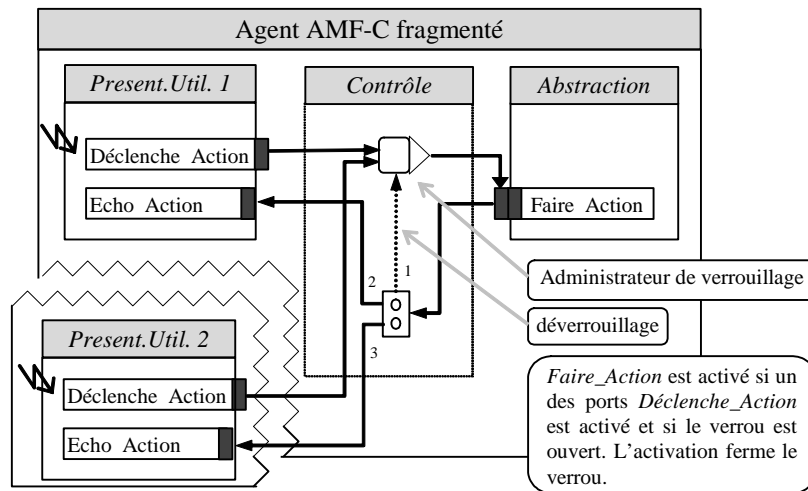 Agent AMF-C fragmenté
Present.Util. 1
Contrôle
Abstraction
Déclenche Action
Echo Action
Faire Action
1
2
3
Administrateur de verrouillage
déverrouillage
Present.Util. 2
Déclenche Action
Echo Action
Faire_Action est activé si un
des ports Déclenche_Action
est activé et si le verrou est
ouvert. L'activation ferme le
verrou.